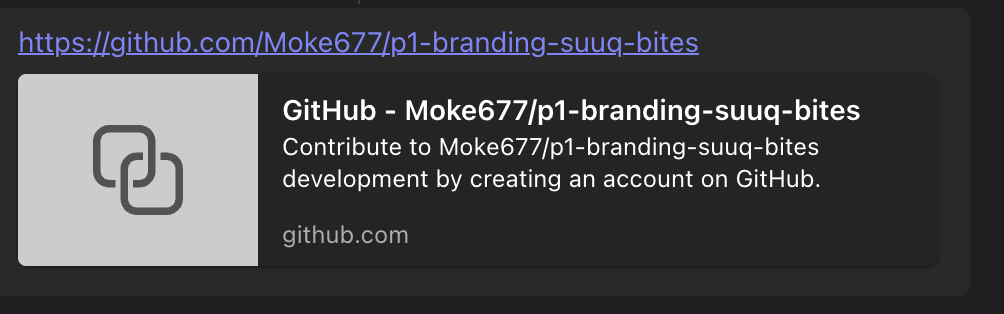 https://github.com/Moke677/p1-branding-suuq-bites
GitHub - Moke677/p1-branding-suuq-bites
Contribute to Moke677/p1-branding-suuq-bites
development by creating an account on GitHub.
github.com